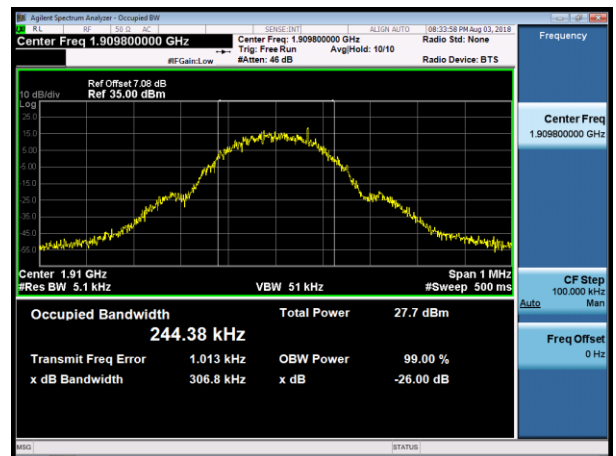 Agilent Spectrum Analyzer - Occupied BW
RL RF 50 Ω AC SENSE:INT ALIGN AUTO 08:33:58 PM Aug 03, 2018
Center Freq 1.909800000 GHz
Center Freq: 1.909800000 GHz
Radio Std: None
Trig: Free Run Avg|Hold: 10/10
#IFGain:Low #Atten: 46 dB Radio Device: BTS
Frequency
Ref Offset 7.08 dB
10 dB/div Ref 35.00 dBm
Log
25.0
15.0
5.00
-5.00
-15.0
-25.0
-35.0
-45.0
-55.0
Center Freq
1.909800000 GHz
Center 1.91 GHz Span 1 MHz
#Res BW 5.1 kHz VBW 51 kHz #Sweep 500 ms
CF Step
100.000 kHz
Auto Man
Occupied Bandwidth Total Power 27.7 dBm
244.38 kHz
Transmit Freq Error 1.013 kHz OBW Power 99.00 %
x dB Bandwidth 306.8 kHz x dB -26.00 dB
Freq Offset
0 Hz
MSG STATUS